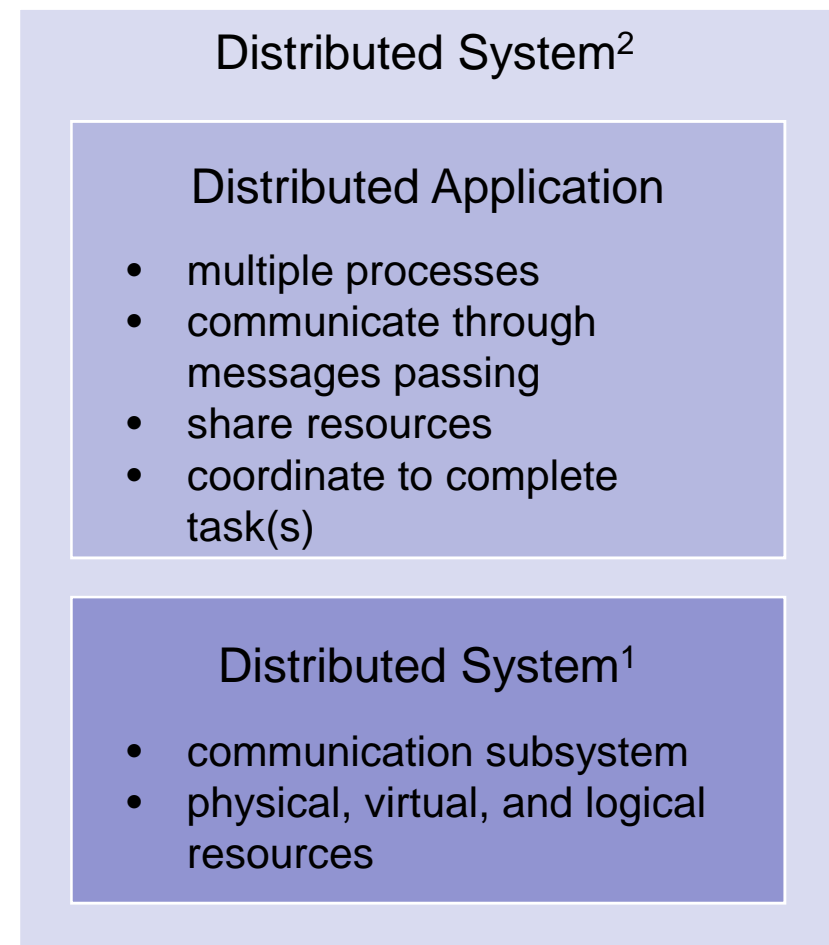 Distributed System²
Distributed Application
• multiple processes
• communicate through
messages passing
• share resources
• coordinate to complete
task(s)
Distributed System¹
• communication subsystem
• physical, virtual, and logical
resources